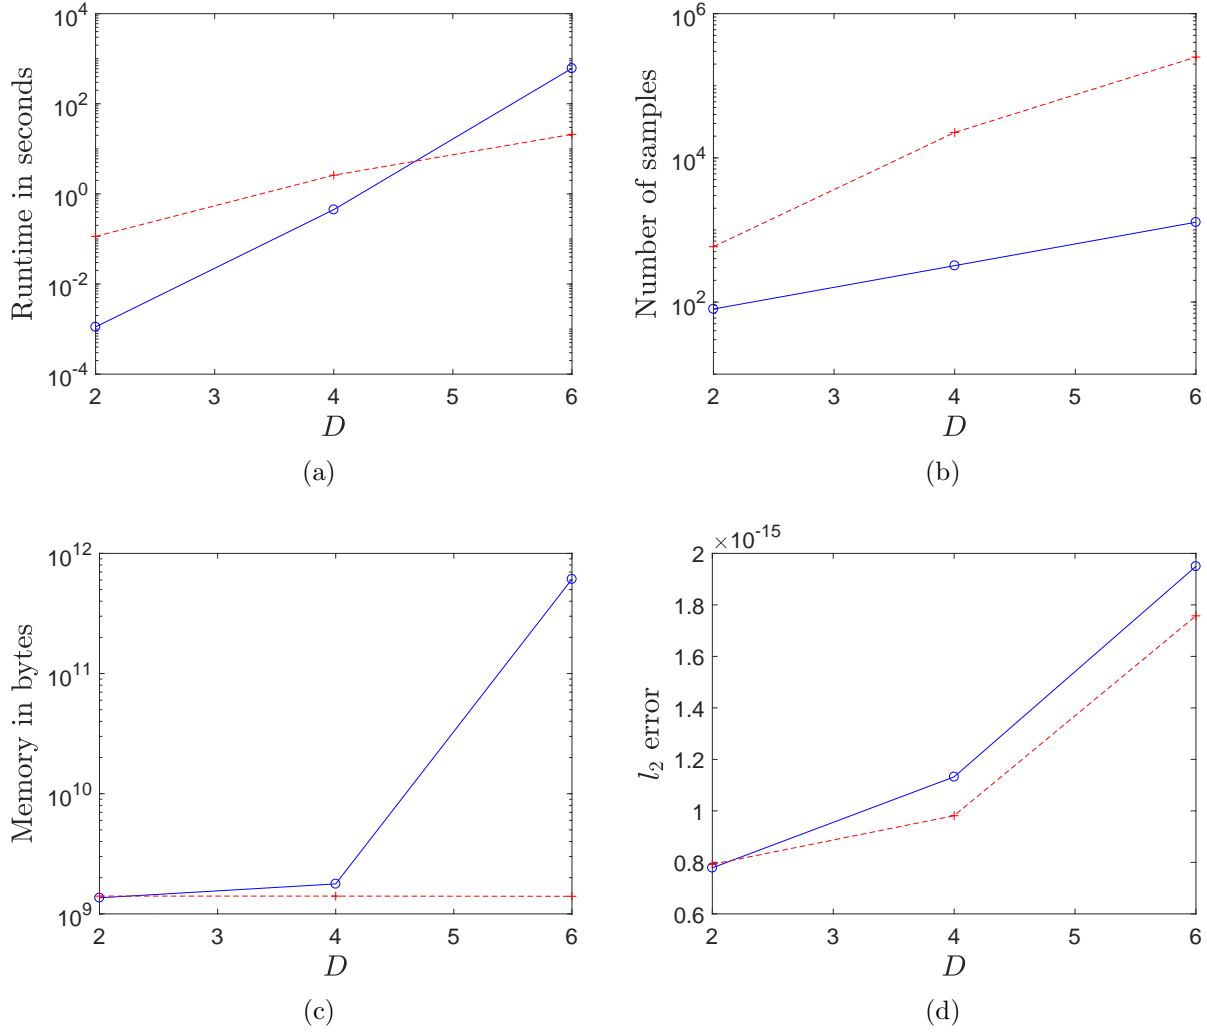 10^4
10^2
10^0
10^-2
10^-4
Runtime in seconds
2 3 4 5 6
D
(a)
10^6
10^4
10^2
Number of samples
2 3 4 5 6
D
(b)
10^12
10^11
10^10
10^9
Memory in bytes
2 3 4 5 6
D
(c)
×10^-15
2
1.8
1.6
1.4
1.2
1
0.8
0.6
l_2 error
2 3 4 5 6
D
(d)